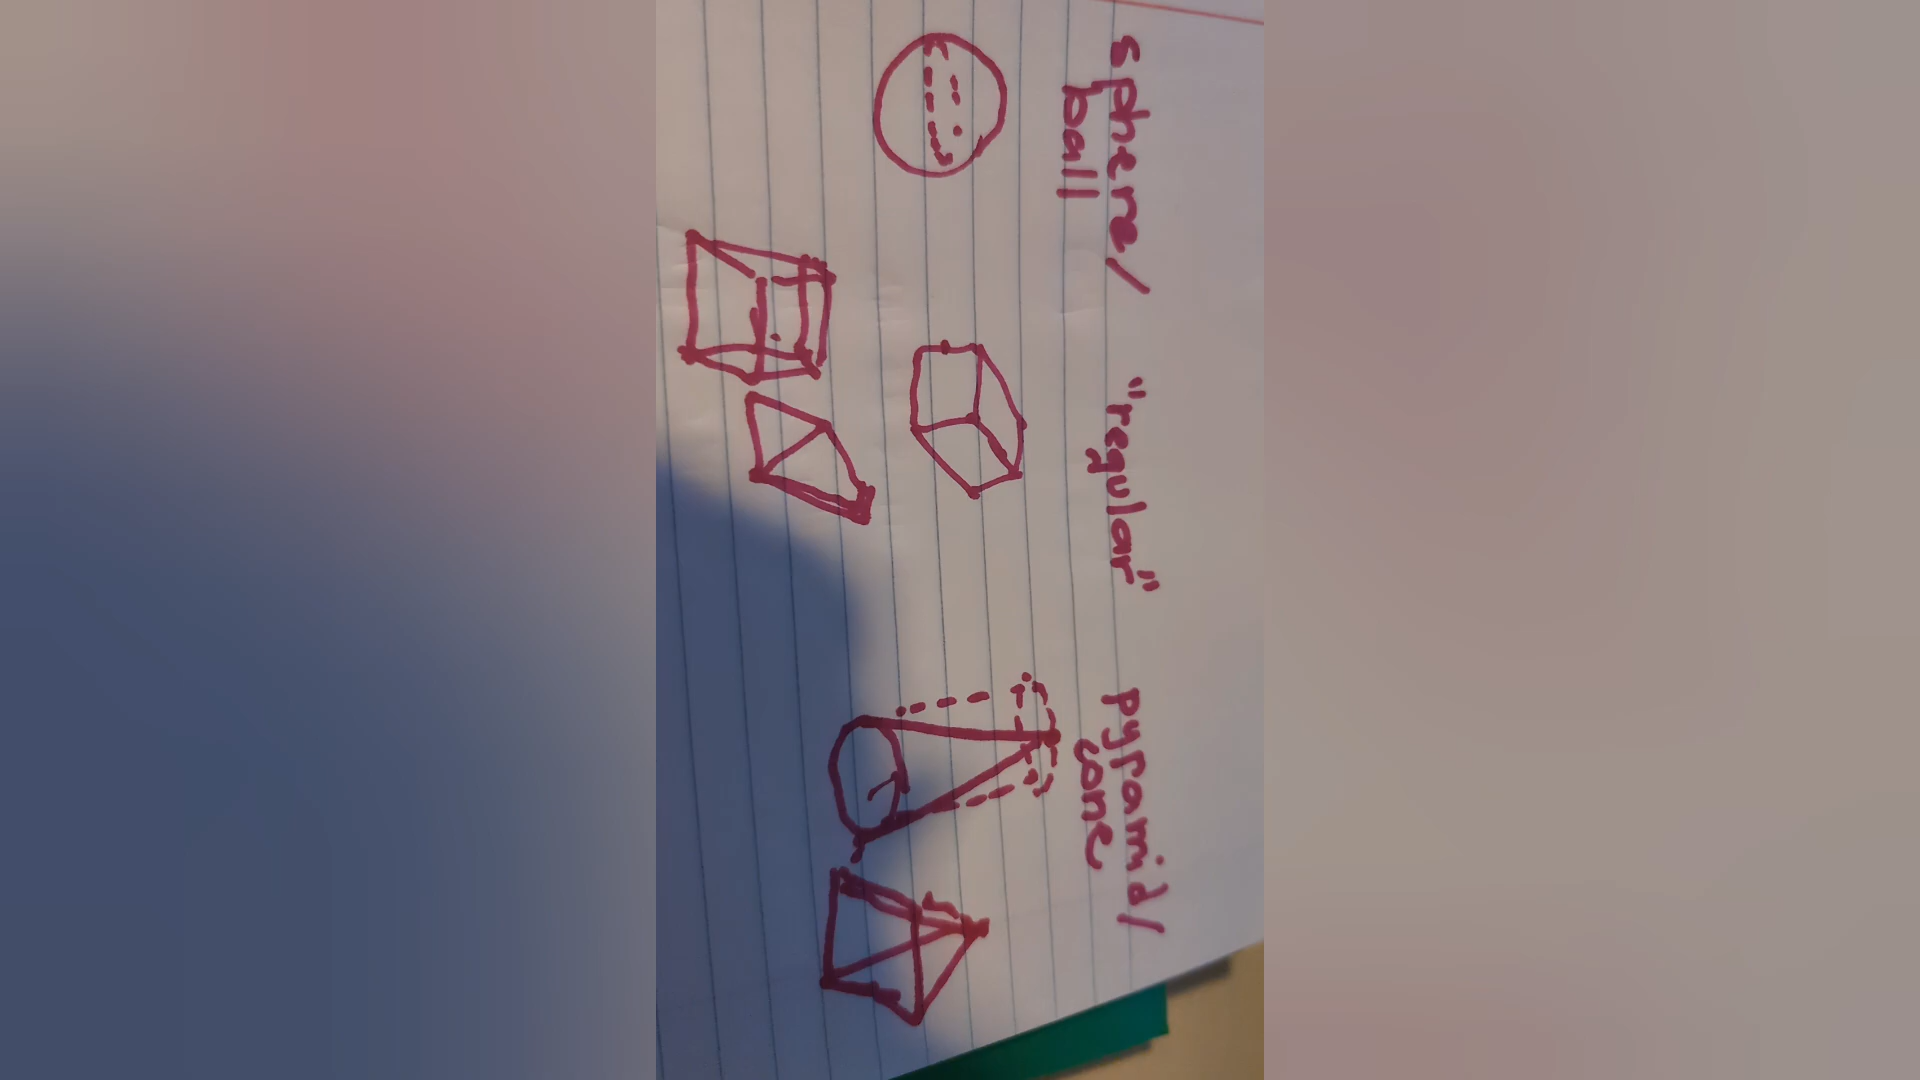 sphere/
ball
"regular"
pyramid/
cone